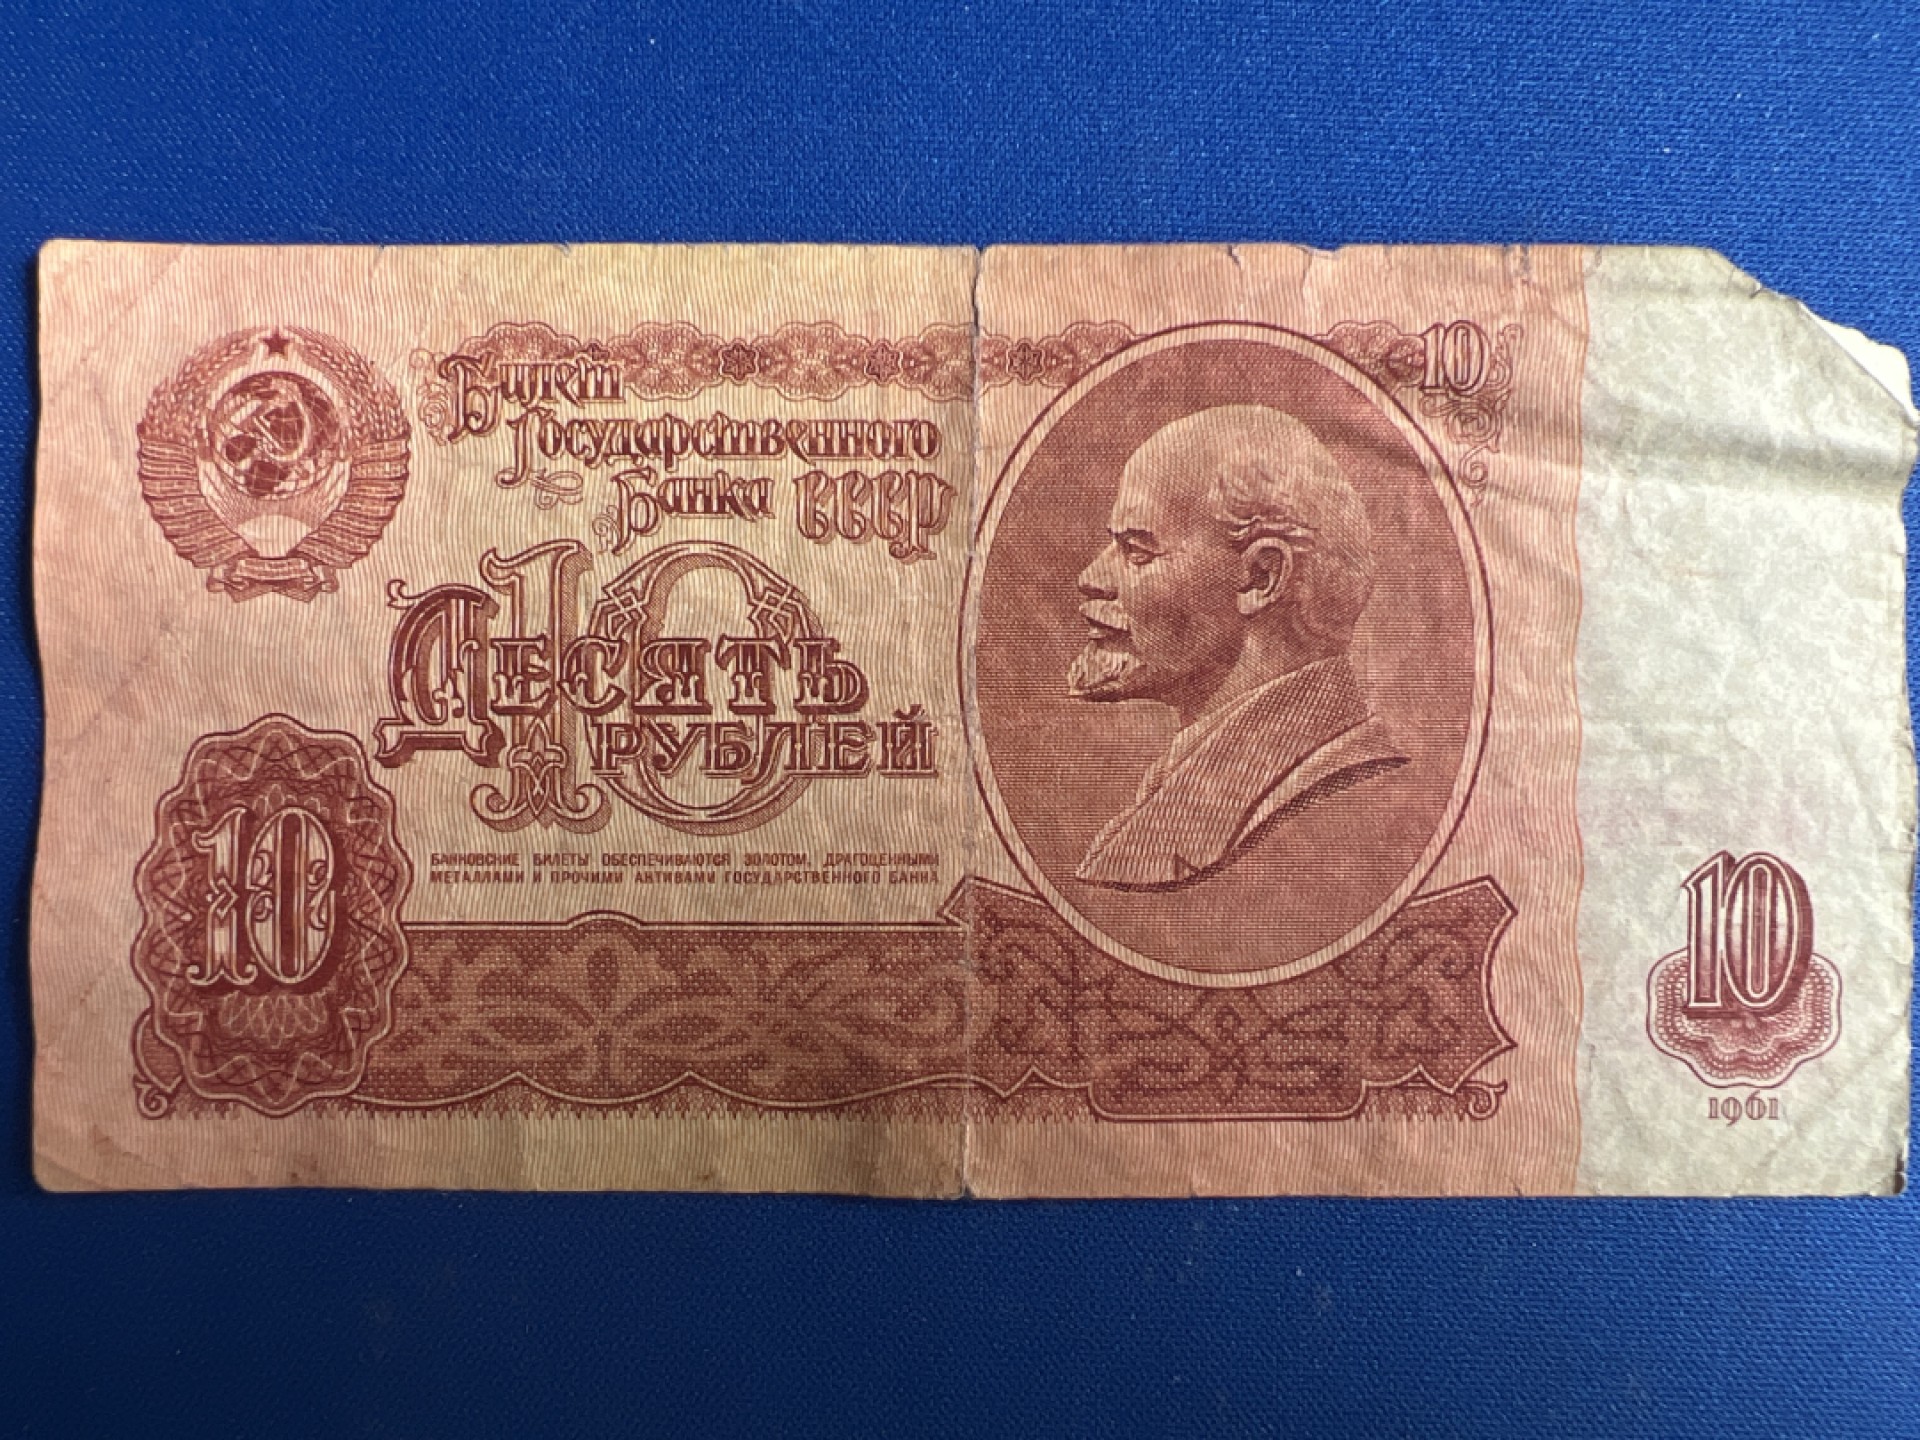 Билет
Государственного
Банка СССР
10
10
Десять
рублей
10
БАНКОВСКИЕ БИЛЕТЫ ОБЕСПЕЧИВАЮТСЯ ЗОЛОТОМ, ДРАГОЦЕННЫМИ
МЕТАЛЛАМИ И ПРОЧИМИ АКТИВАМИ ГОСУДАРСТВЕННОГО БАНКА
10
1961